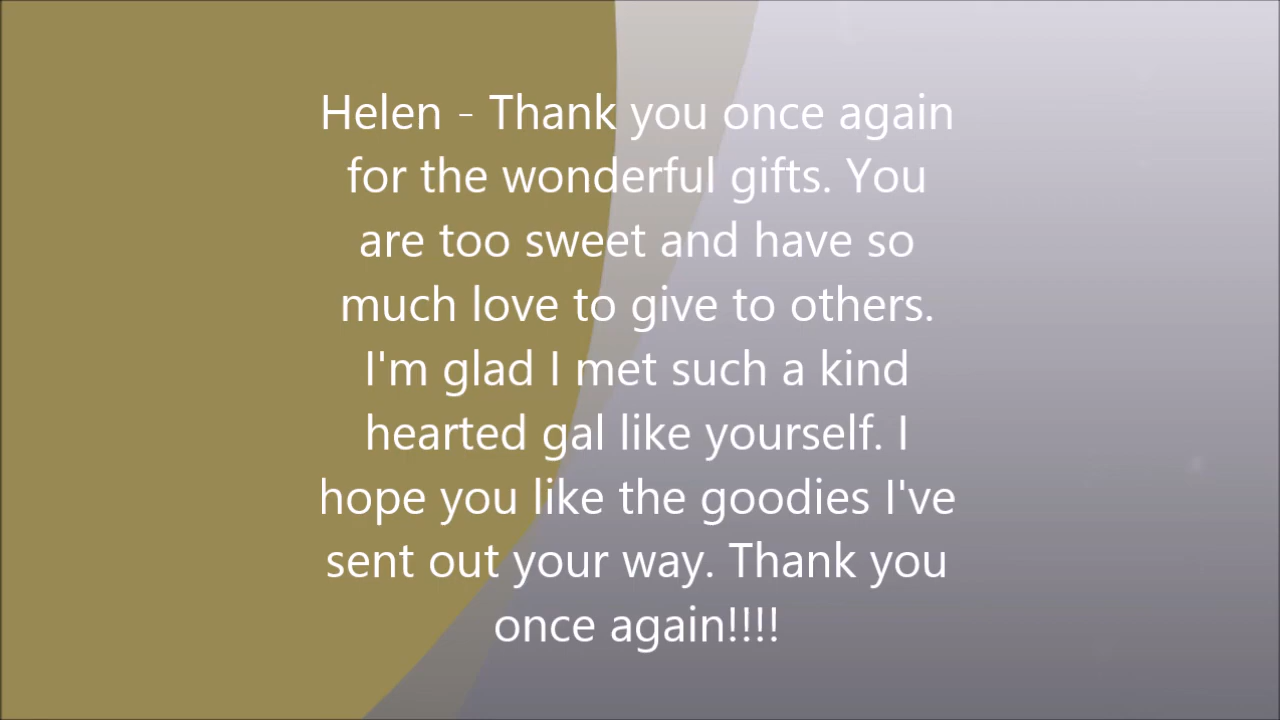 Helen - Thank you once again
for the wonderful gifts. You
are too sweet and have so
much love to give to others.
I'm glad I met such a kind
hearted gal like yourself. I
hope you like the goodies I've
sent out your way. Thank you
once again!!!!